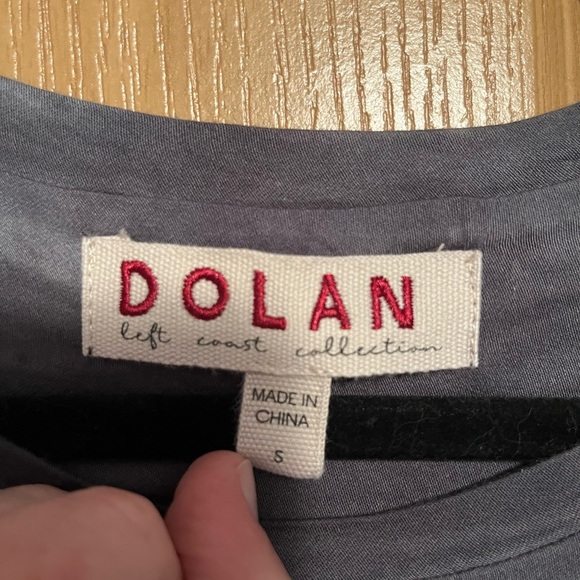 DOLAN
left coast collection
MADE IN
CHINA
S